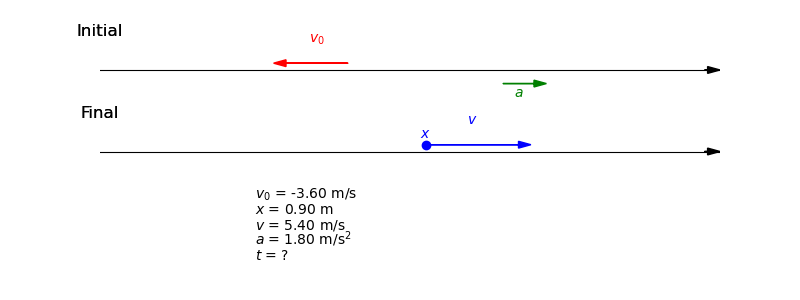 Initial
v₀
a
Final
v
x
v₀ = -3.60 m/s
x = 0.90 m
v = 5.40 m/s
a = 1.80 m/s²
t = ?